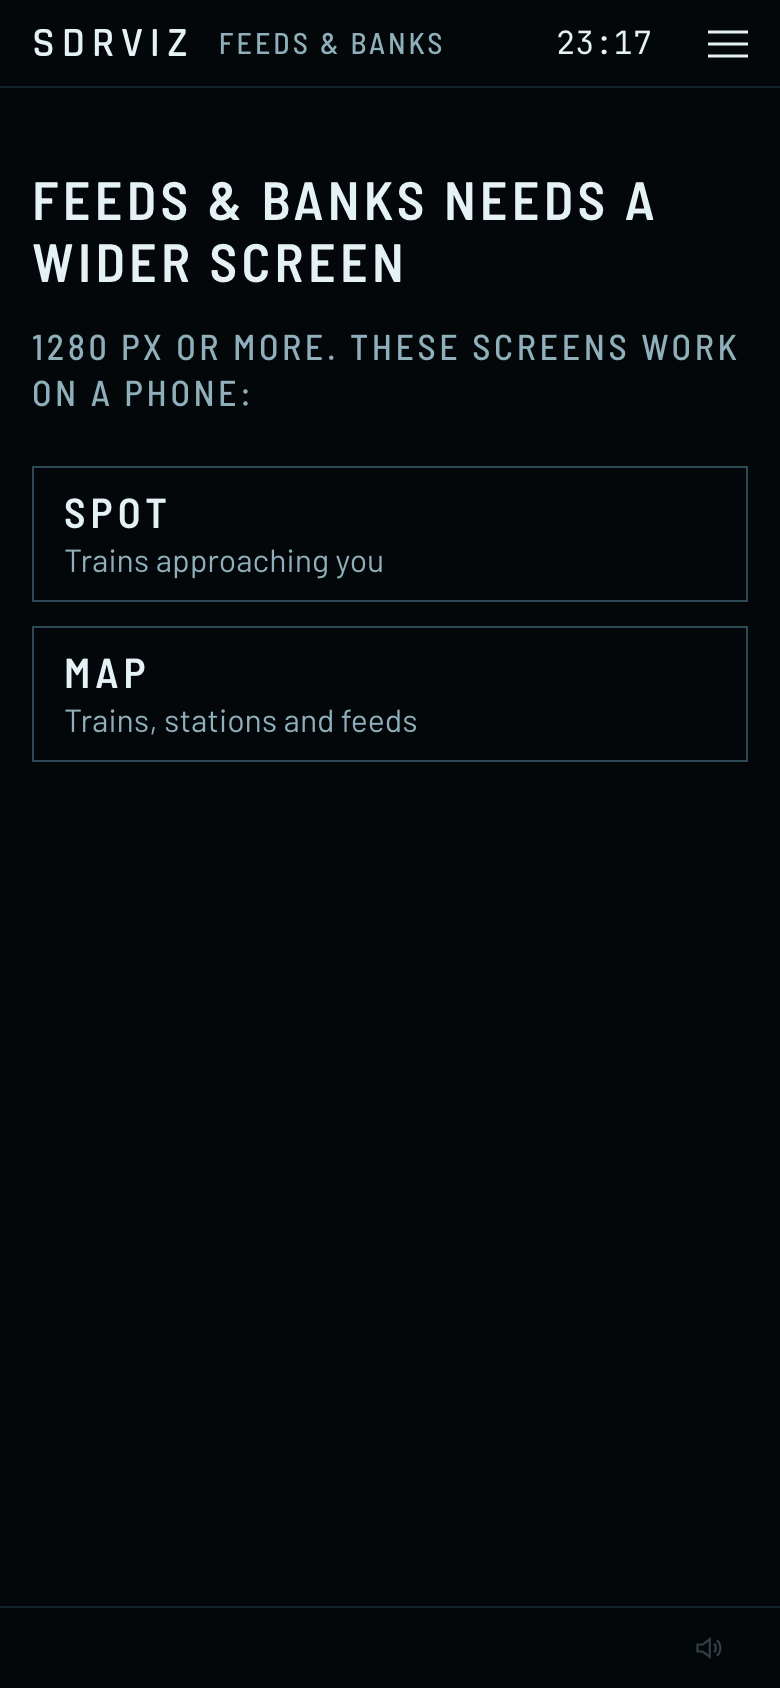 SDRVIZ FEEDS & BANKS 23:17
FEEDS & BANKS NEEDS A
WIDER SCREEN
1280 PX OR MORE. THESE SCREENS WORK
ON A PHONE:
SPOT
Trains approaching you
MAP
Trains, stations and feeds